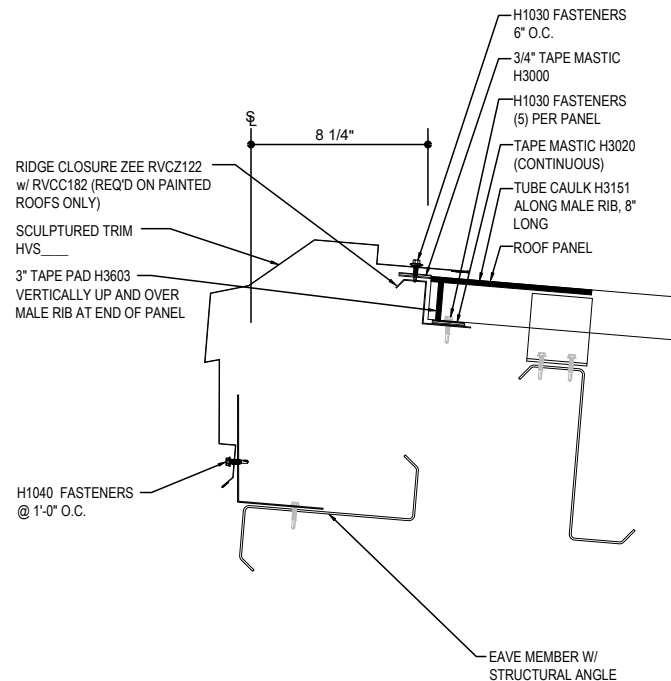 H1030 FASTENERS
6" O.C.
3/4" TAPE MASTIC
H3000
H1030 FASTENERS
(5) PER PANEL
TAPE MASTIC H3020
(CONTINUOUS)
TUBE CAULK H3151
ALONG MALE RIB, 8"
LONG
ROOF PANEL
SL
8 1/4"
RIDGE CLOSURE ZEE RVCZ122
w/ RVCC182 (REQ'D ON PAINTED
ROOFS ONLY)
SCULPTURED TRIM
HVS____
3" TAPE PAD H3603
VERTICALLY UP AND OVER
MALE RIB AT END OF PANEL
H1040 FASTENERS
@ 1'-0" O.C.
EAVE MEMBER W/
STRUCTURAL ANGLE